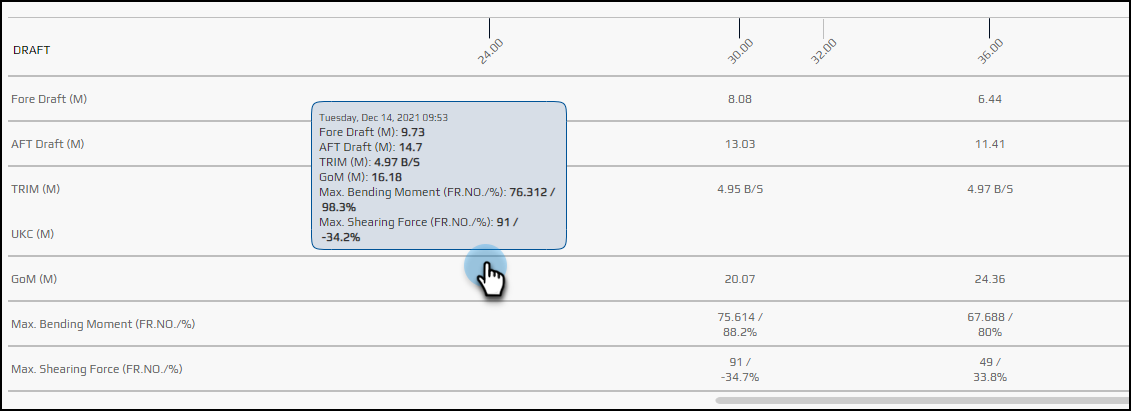 24.00 30.00 32.00 36.00
DRAFT
Fore Draft (M) 8.08 6.44
Tuesday, Dec 14, 2021 09:53
Fore Draft (M): 9.73
AFT Draft (M): 14.7
TRIM (M): 4.97 B/S
GoM (M): 16.18
Max. Bending Moment (FR.NO./%): 76.312 /
98.3%
Max. Shearing Force (FR.NO./%): 91 /
-34.2%
AFT Draft (M) 13.03 11.41
TRIM (M) 4.95 B/S 4.97 B/S
UKC (M)
GoM (M) 20.07 24.36
Max. Bending Moment (FR.NO./%) 75.614 / 67.688 /
88.2% 80%
Max. Shearing Force (FR.NO./%) 91 / 49 /
-34.7% 33.8%